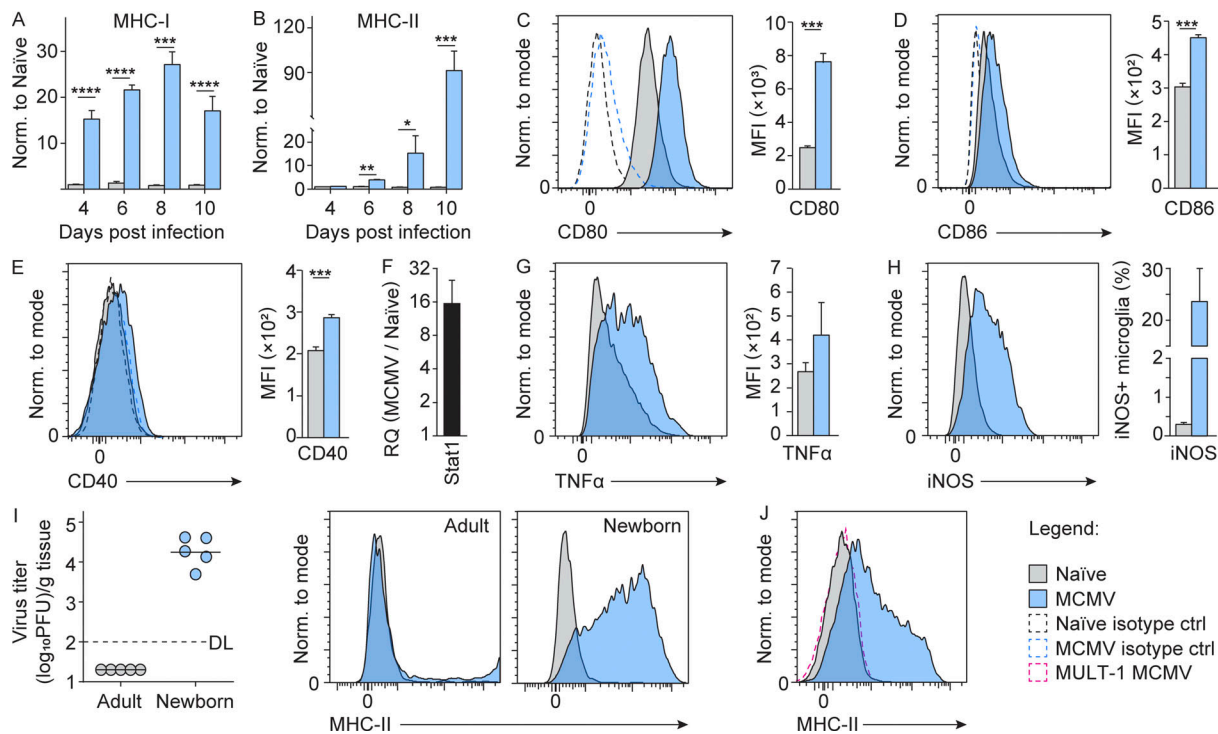 A
MHC-I
Norm. to Naïve
30
20
10
****
****
***
****
4
6
8
10
Days post infection
B
MHC-II
Norm. to Naïve
120
90
20
10
0
**
*
***
4
6
8
10
Days post infection
C
Norm. to mode
0
CD80
***
MFI (×10³)
10
8
6
4
2
0
CD80
D
Norm. to mode
0
CD86
***
MFI (×10²)
5
4
3
2
1
0
CD86
E
Norm. to mode
0
CD40
***
MFI (×10²)
4
3
2
1
0
CD40
F
RQ (MCMV / Naïve)
32
16
8
4
2
1
Stat1
G
Norm. to mode
0
TNFα
MFI (×10²)
7
6
5
4
3
2
1
0
TNFα
H
Norm. to mode
0
iNOS
iNOS+ microglia (%)
30
20
10
2
1
0
iNOS
I
Virus titer
(log₁₀PFU)/g tissue
5
4
3
2
1
DL
Adult
Newborn
Norm. to mode
Adult
0
Newborn
0
MHC-II
J
Norm. to mode
0
MHC-II
Legend:
Naïve
MCMV
Naïve isotype ctrl
MCMV isotype ctrl
MULT-1 MCMV